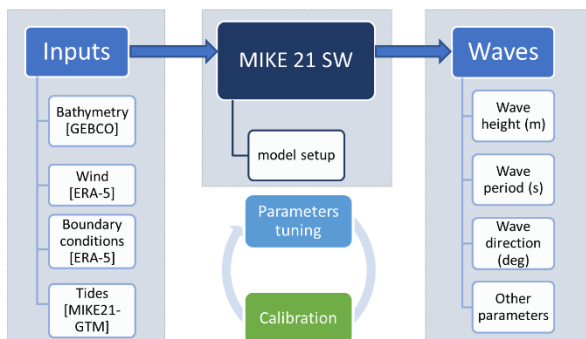 Inputs
Bathymetry
[GEBCO]
Wind
[ERA-5]
Boundary
conditions
[ERA-5]
Tides
[MIKE21-
GTM]
MIKE 21 SW
model setup
Parameters
tuning
Calibration
Waves
Wave
height (m)
Wave
period (s)
Wave
direction
(deg)
Other
parameters